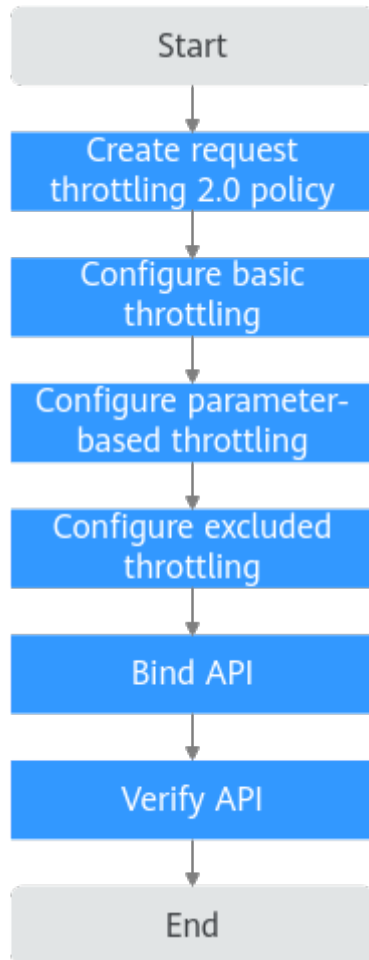 Start
Create request
throttling 2.0 policy
Configure basic
throttling
Configure parameter-
based throttling
Configure excluded
throttling
Bind API
Verify API
End